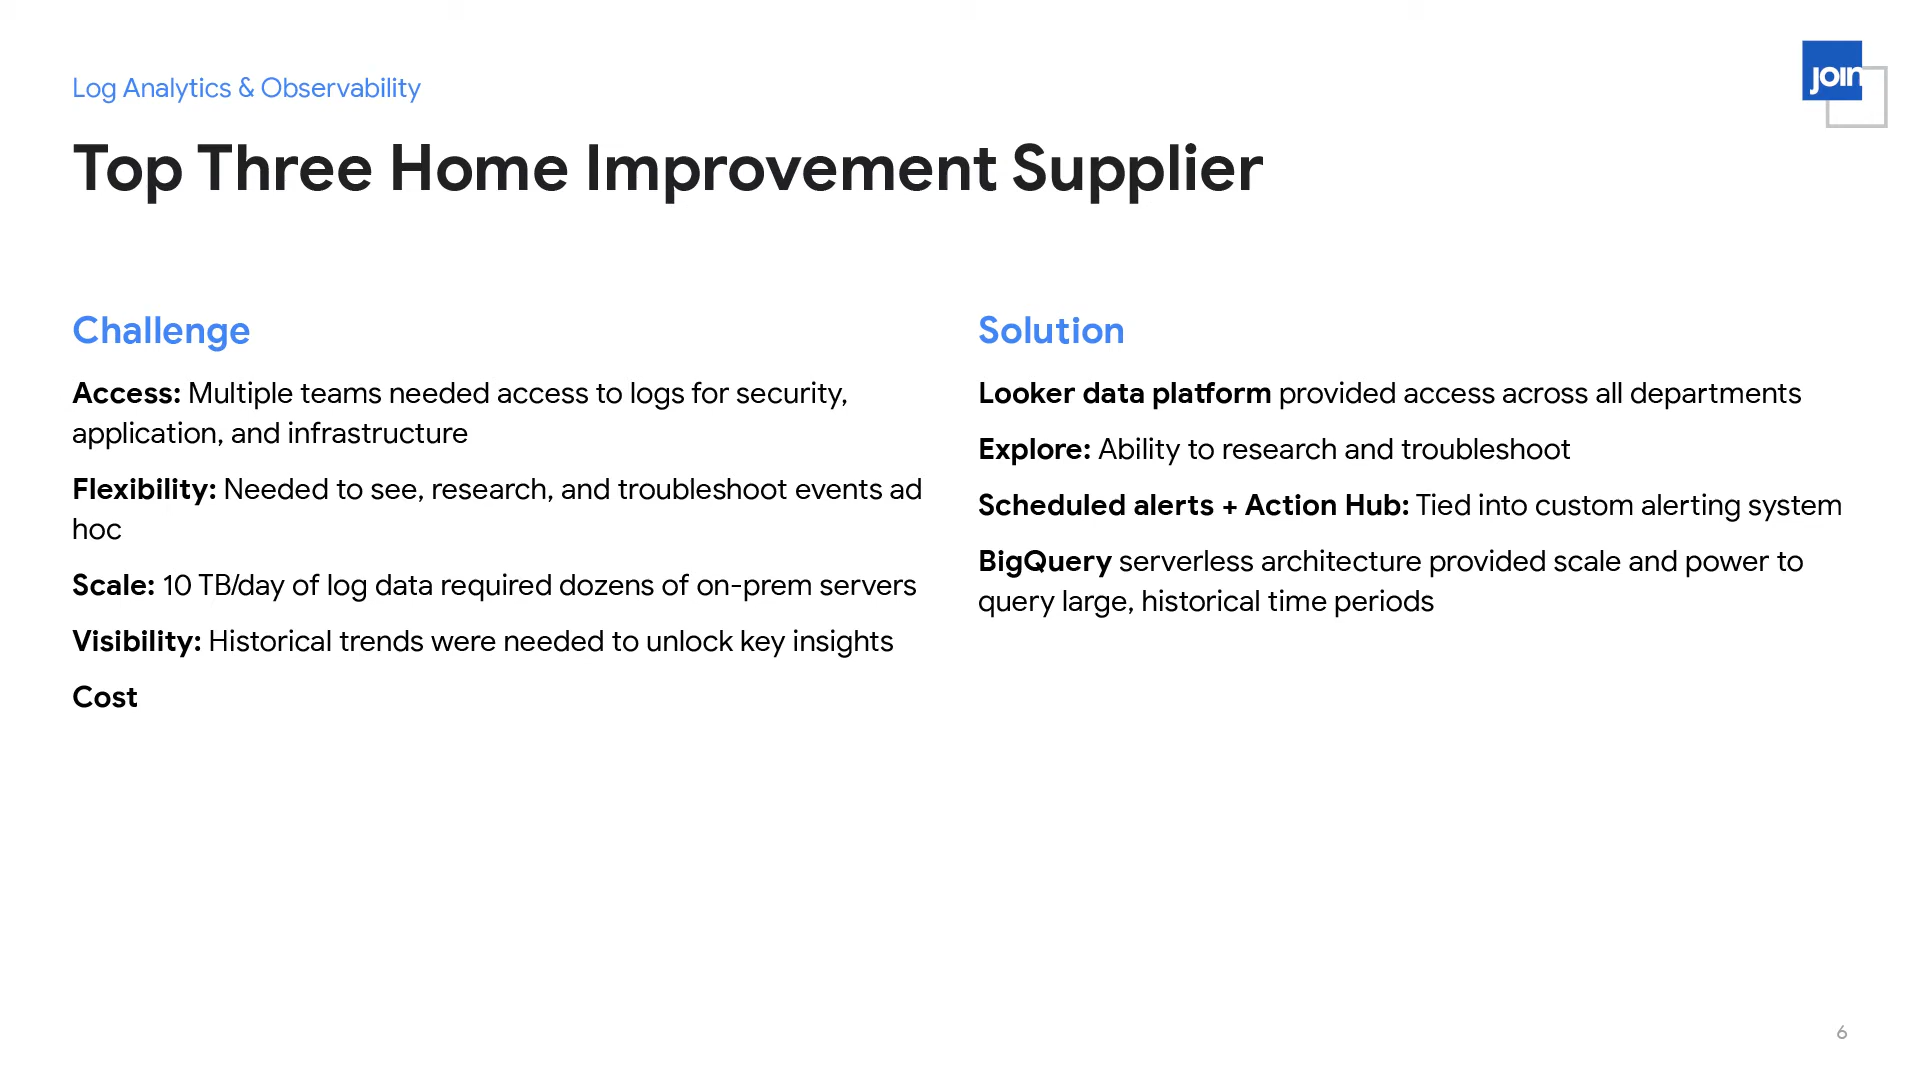 Log Analytics & Observability
join
Top Three Home Improvement Supplier
Challenge
Access: Multiple teams needed access to logs for security,
application, and infrastructure
Flexibility: Needed to see, research, and troubleshoot events ad
hoc
Scale: 10 TB/day of log data required dozens of on-prem servers
Visibility: Historical trends were needed to unlock key insights
Cost
Solution
Looker data platform provided access across all departments
Explore: Ability to research and troubleshoot
Scheduled alerts + Action Hub: Tied into custom alerting system
BigQuery serverless architecture provided scale and power to
query large, historical time periods
6